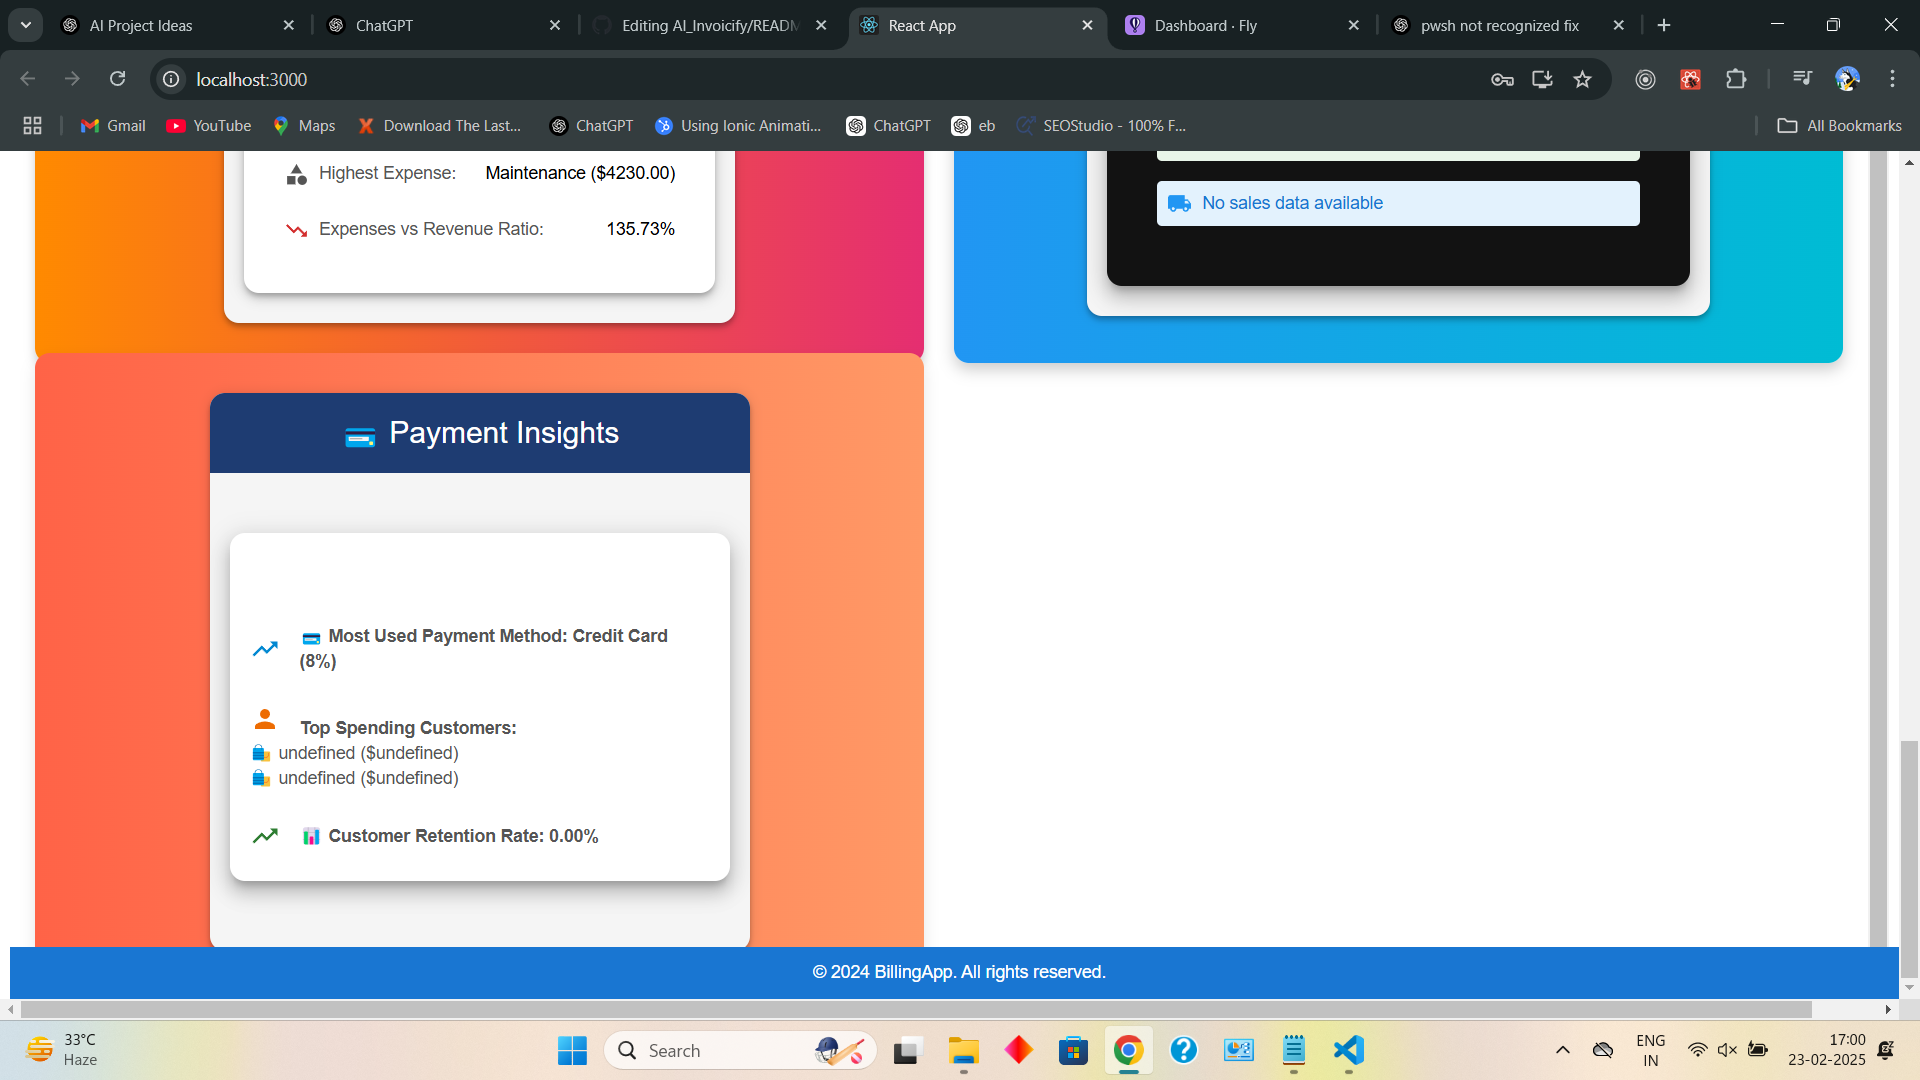 AI Project Ideas
ChatGPT
Editing AI_Invoicify/READM
React App
Dashboard · Fly
pwsh not recognized fix
localhost:3000
Gmail
YouTube
Maps
Download The Last...
ChatGPT
Using Ionic Animati...
ChatGPT
eb
SEOStudio - 100% F...
All Bookmarks
Highest Expense: Maintenance ($4230.00)
Expenses vs Revenue Ratio: 135.73%
No sales data available
Payment Insights
Most Used Payment Method: Credit Card
(8%)
Top Spending Customers:
undefined ($undefined)
undefined ($undefined)
Customer Retention Rate: 0.00%
© 2024 BillingApp. All rights reserved.
33°C
Haze
Search
ENG
IN
17:00
23-02-2025